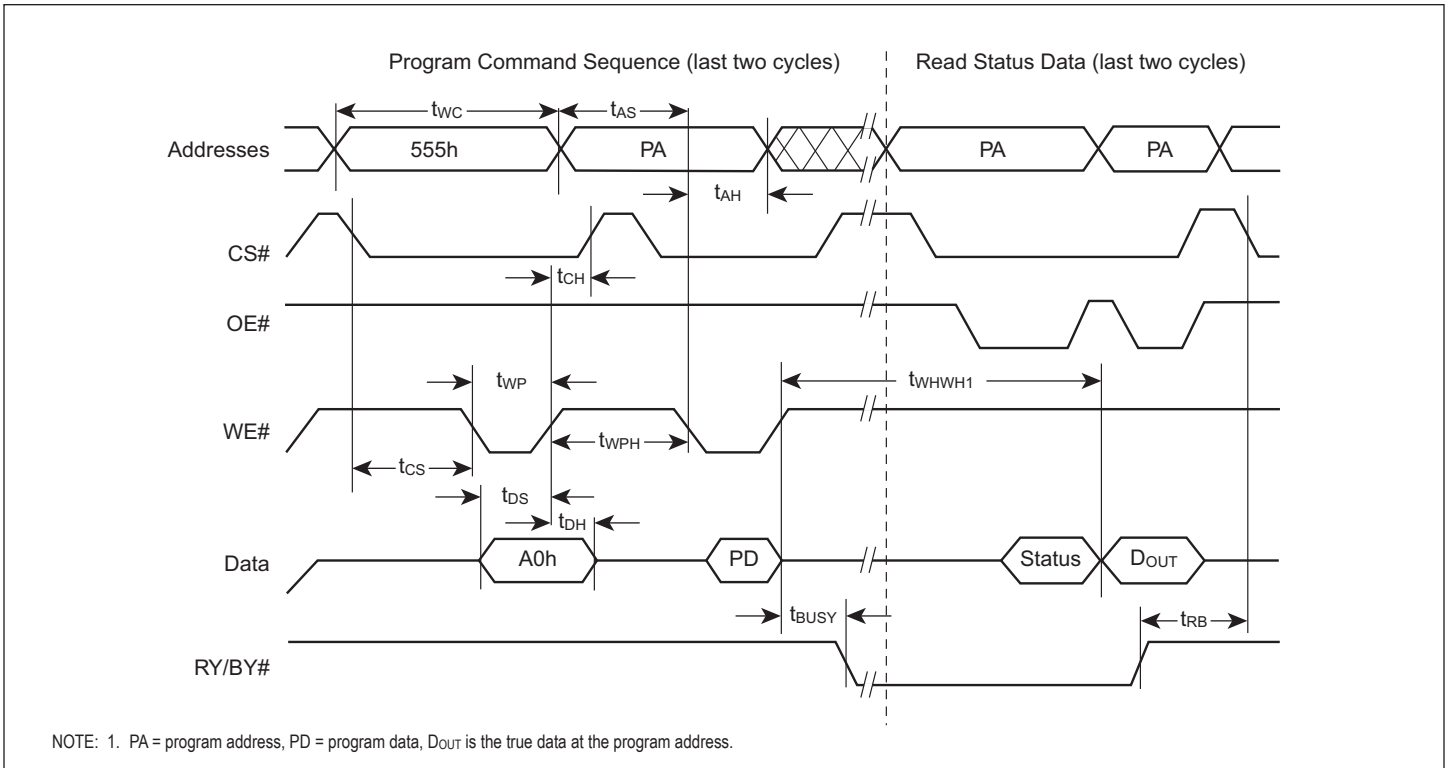 Program Command Sequence (last two cycles) Read Status Data (last two cycles)
tWC tAS
Addresses 555h PA PA PA
tAH
CS#
tCH
OE#
tWP tWHWH1
WE#
tWPH
tCS
tDS
tDH
Data A0h PD Status DOUT
tBUSY tRB
RY/BY#
NOTE: 1. PA = program address, PD = program data, DOUT is the true data at the program address.